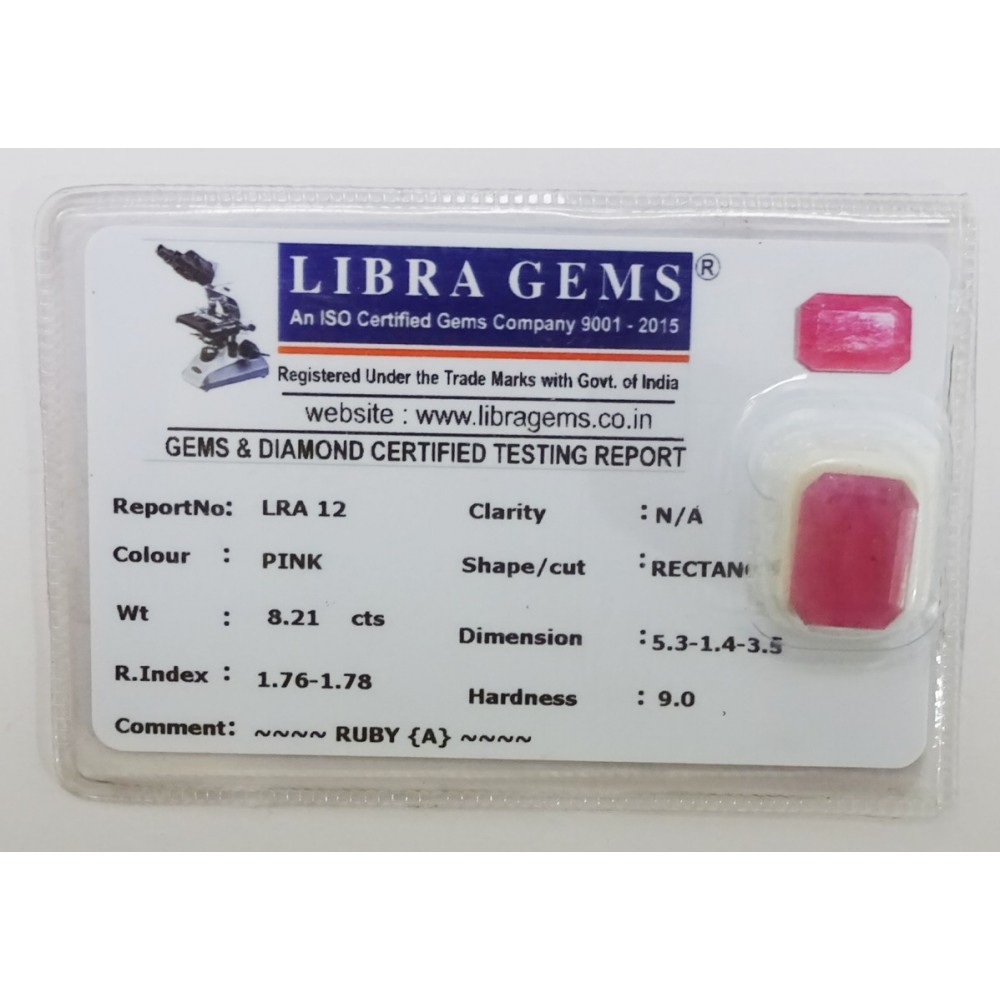 LIBRA GEMS ®
An ISO Certified Gems Company 9001 - 2015
Registered Under the Trade Marks with Govt. of India
website : www.libragems.co.in
GEMS & DIAMOND CERTIFIED TESTING REPORT
ReportNo: LRA 12
Clarity : N/A
Colour : PINK
Shape/cut :
Wt : 8.21 cts
Dimension : 5.3-1.4-3.5
R.Index : 1.76-1.78
Hardness : 9.0
Comment: ~~~~ RUBY {A} ~~~~